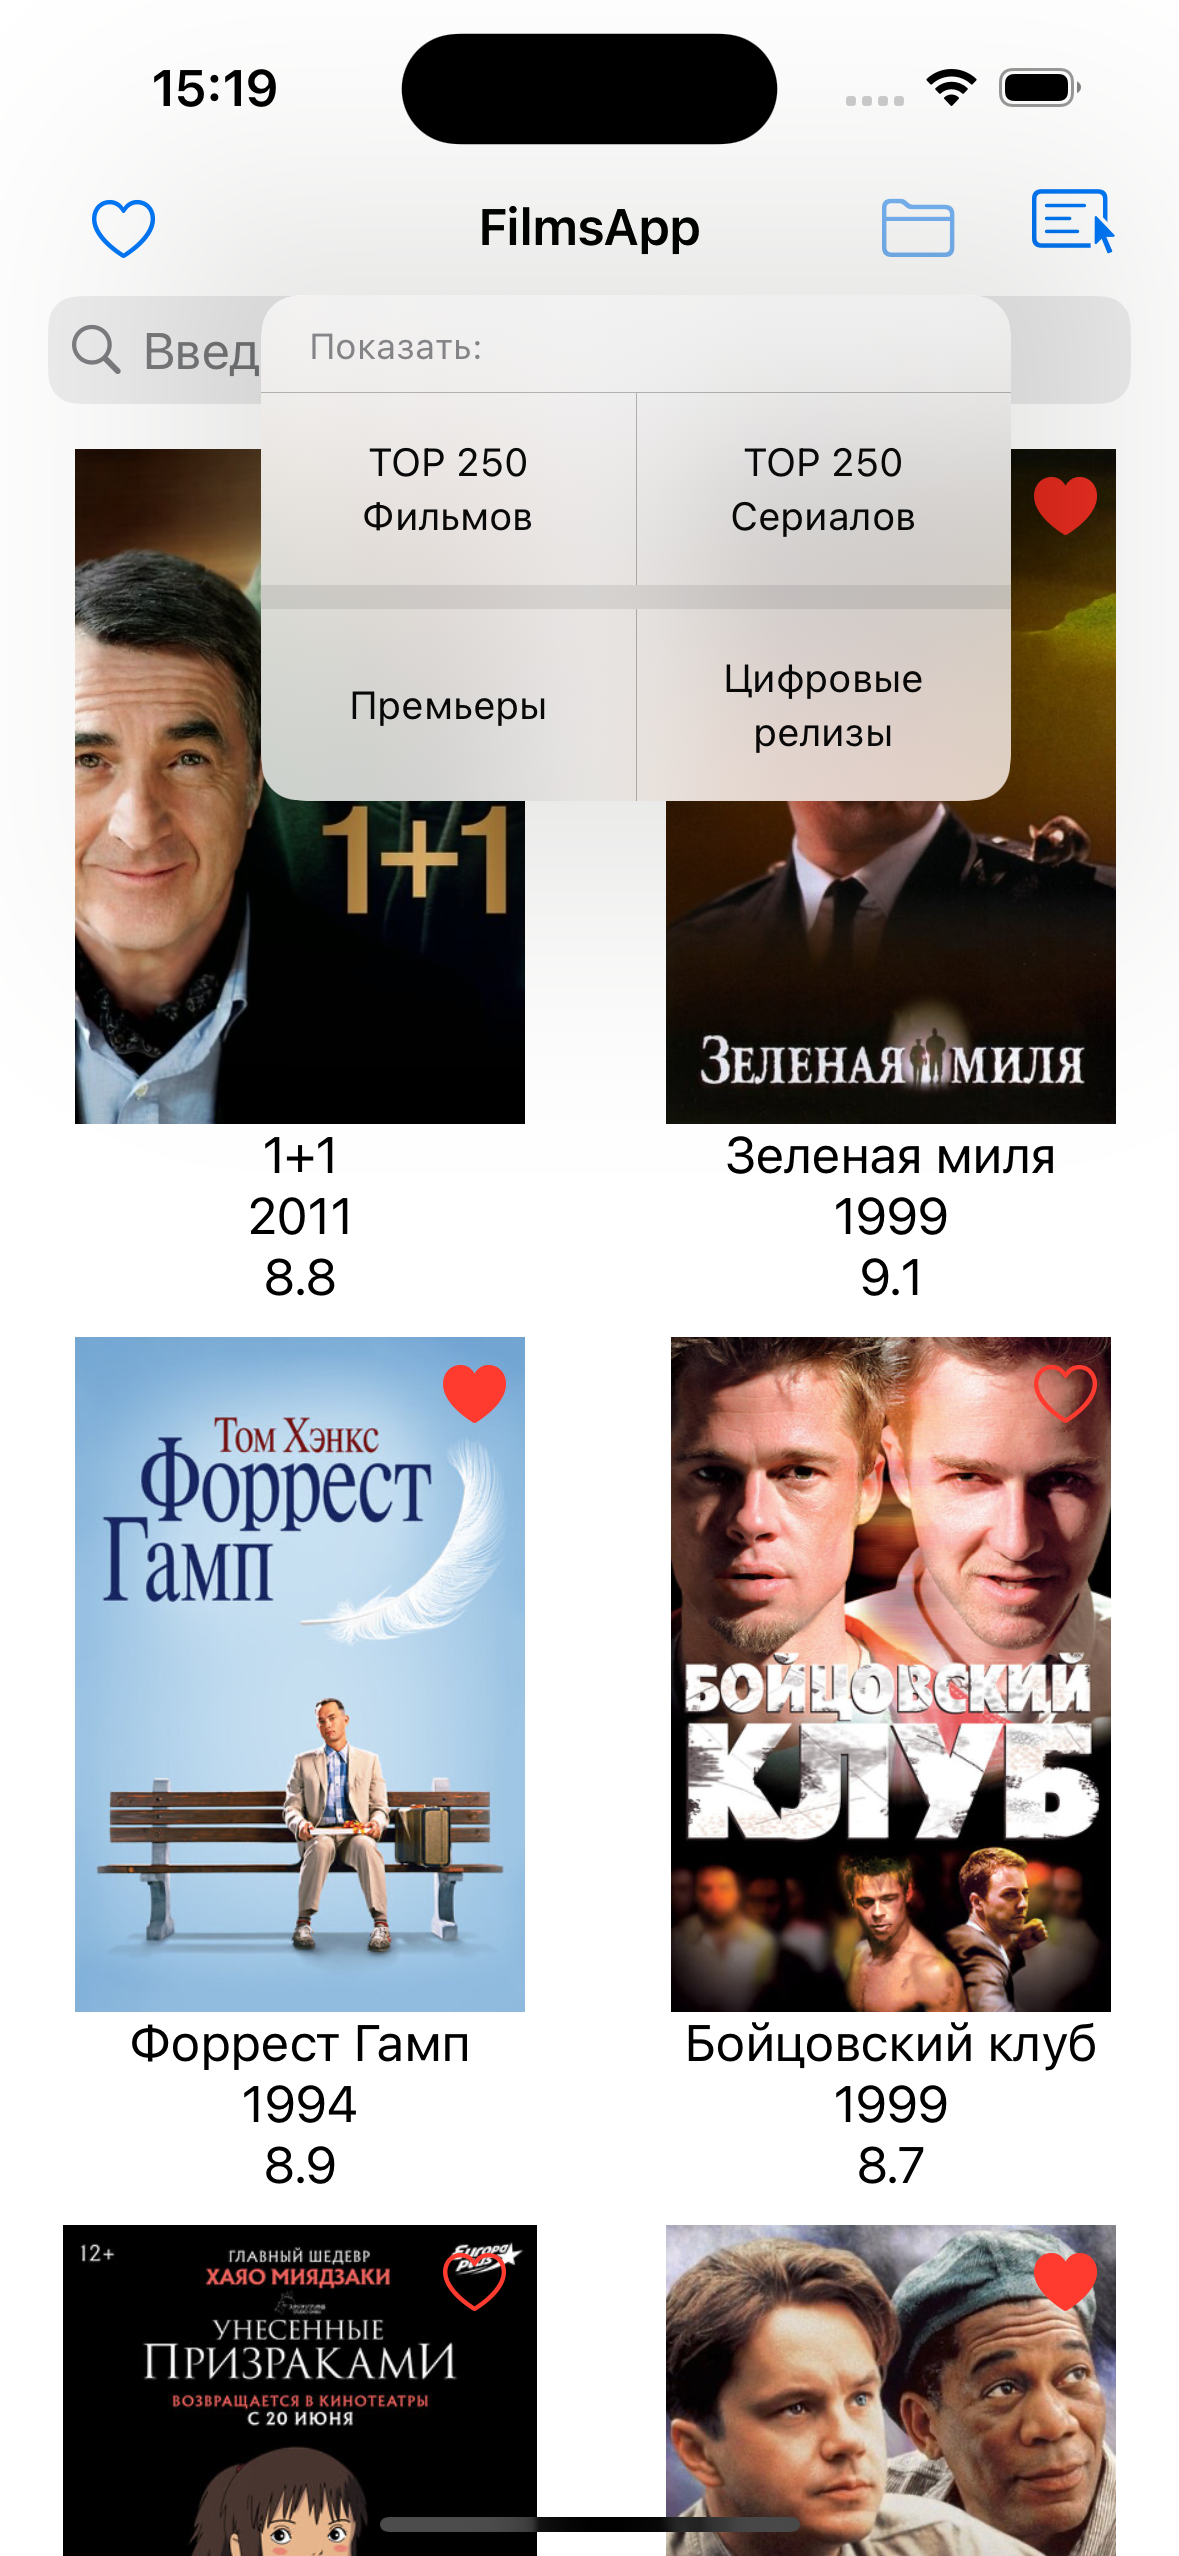 15:19
FilmsApp
Введ
Показать:
TOP 250
Фильмов
TOP 250
Сериалов
Премьеры
Цифровые
релизы
1+1
ЗЕЛЕНАЯ МИЛЯ
1+1
2011
8.8
Зеленая миля
1999
9.1
Том Хэнкс
Форрест
Гамп
БОЙЦОВСКИЙ
КЛУБ
Форрест Гамп
1994
8.9
Бойцовский клуб
1999
8.7
12+
ГЛАВНЫЙ ШЕДЕВР
ХАЯО МИЯДЗАКИ
Europa
plus
УНЕСЕННЫЕ
ПРИЗРАКАМИ
ВОЗВРАЩАЕТСЯ В КИНОТЕАТРЫ
С 20 ИЮНЯ